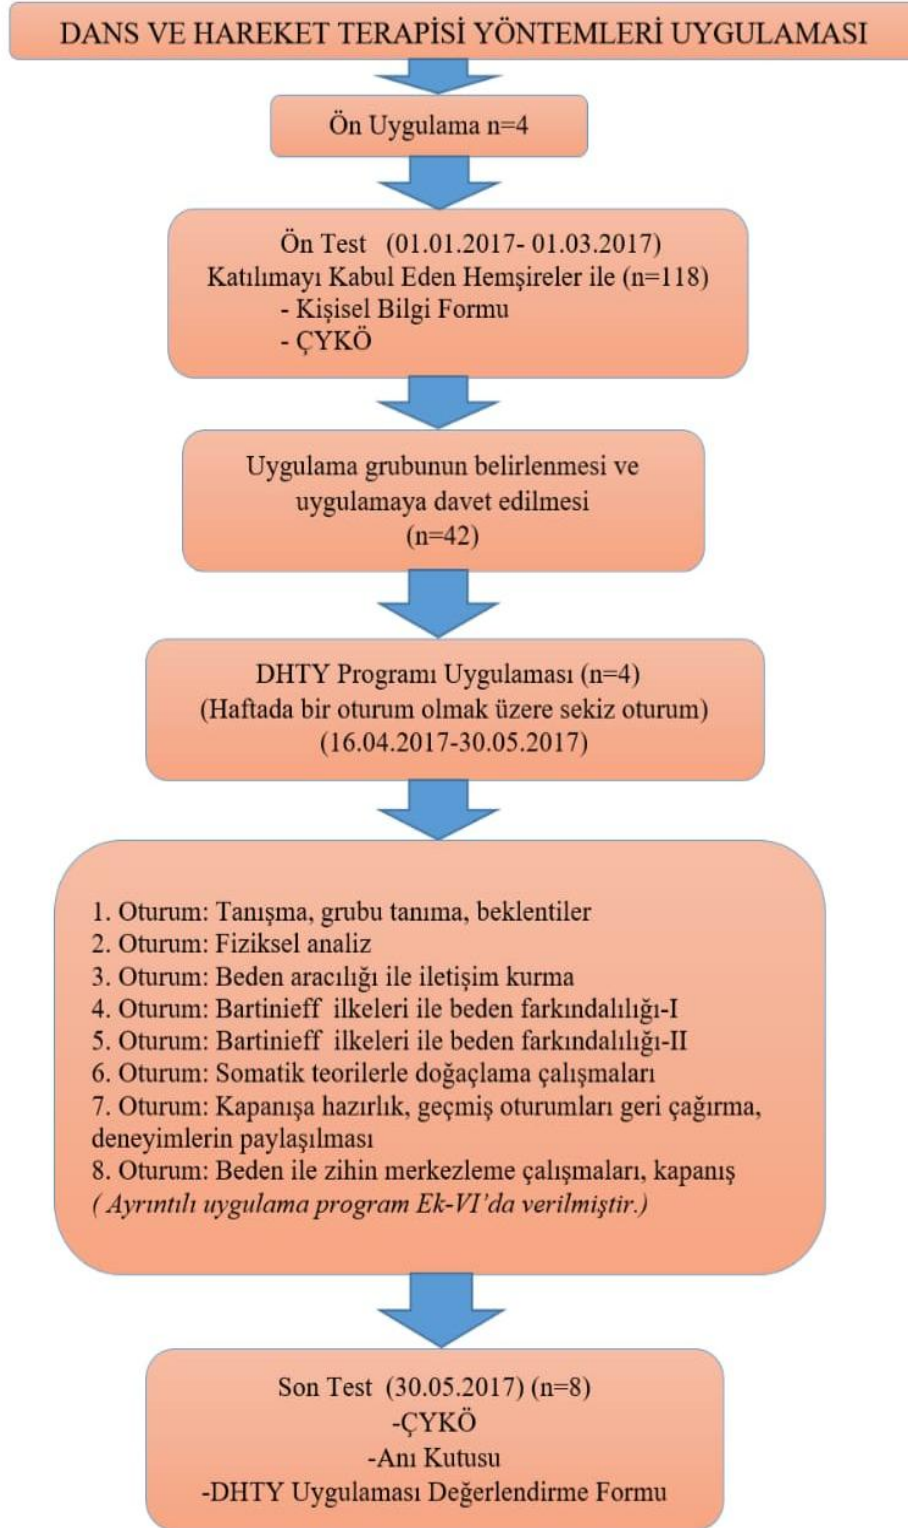 DANS VE HAREKET TERAPİSİ YÖNTEMLERİ UYGULAMASI
Ön Uygulama n=4
Ön Test (01.01.2017- 01.03.2017)
Katılımayı Kabul Eden Hemşireler ile (n=118)
- Kişisel Bilgi Formu
- ÇYKÖ
Uygulama grubunun belirlenmesi ve
uygulamaya davet edilmesi
(n=42)
DHTY Programı Uygulaması (n=4)
(Haftada bir oturum olmak üzere sekiz oturum)
(16.04.2017-30.05.2017)
1. Oturum: Tanışma, grubu tanıma, beklentiler
2. Oturum: Fiziksel analiz
3. Oturum: Beden aracılığı ile iletişim kurma
4. Oturum: Bartinieff ilkeleri ile beden farkındalılığı-I
5. Oturum: Bartinieff ilkeleri ile beden farkındalılığı-II
6. Oturum: Somatik teorilerle doğaçlama çalışmaları
7. Oturum: Kapanışa hazırlık, geçmiş oturumları geri çağırma,
deneyimlerin paylaşılması
8. Oturum: Beden ile zihin merkezleme çalışmaları, kapanış
( Ayrıntılı uygulama program Ek-VI’da verilmiştir.)
Son Test (30.05.2017) (n=8)
-ÇYKÖ
-Anı Kutusu
-DHTY Uygulaması Değerlendirme Formu